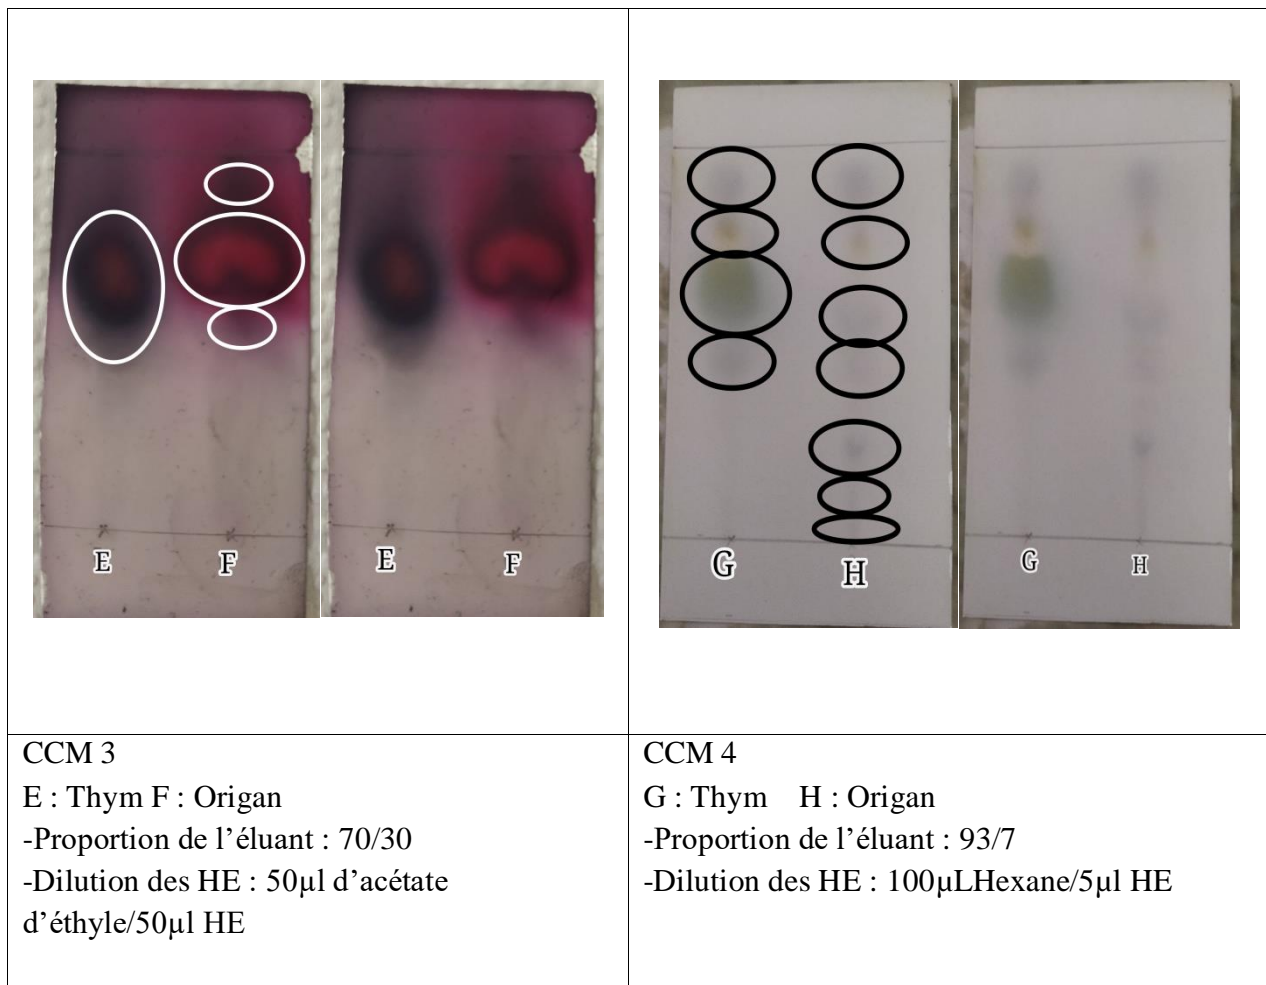 E F E F
G H G H
CCM 3
E : Thym F : Origan
-Proportion de l’éluant : 70/30
-Dilution des HE : 50µl d’acétate
d’éthyle/50µl HE
CCM 4
G : Thym H : Origan
-Proportion de l’éluant : 93/7
-Dilution des HE : 100µLHexane/5µl HE